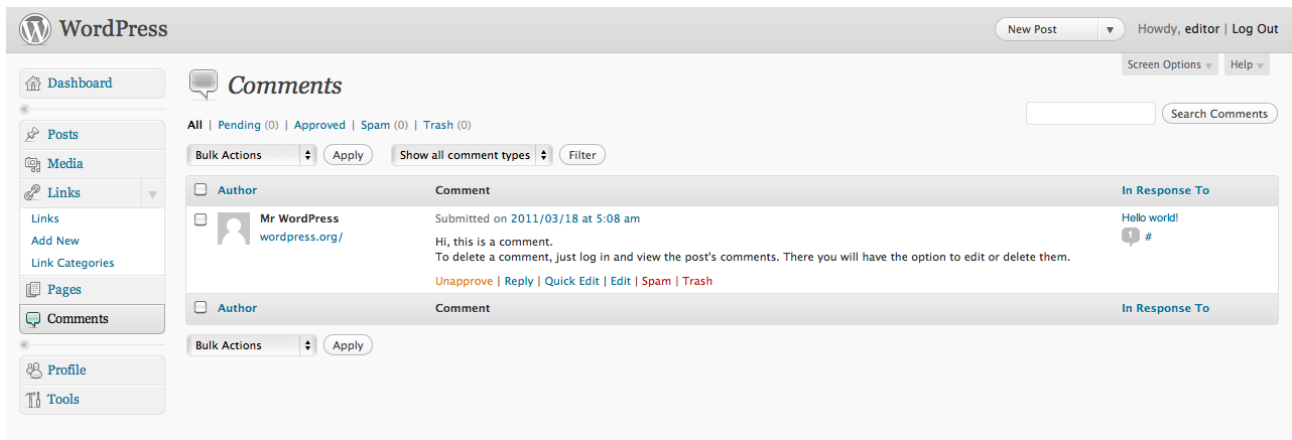 WordPress
New Post
Howdy, editor | Log Out
Screen Options
Help
Dashboard
Posts
Media
Links
Links
Add New
Link Categories
Pages
Comments
Profile
Tools
Comments
Search Comments
All | Pending (0) | Approved | Spam (0) | Trash (0)
Bulk Actions
Apply
Show all comment types
Filter
Author
Comment
In Response To
Mr WordPress
wordpress.org/
Submitted on 2011/03/18 at 5:08 am
Hi, this is a comment.
To delete a comment, just log in and view the post's comments. There you will have the option to edit or delete them.
Unapprove | Reply | Quick Edit | Edit | Spam | Trash
Hello world!
1 #
Author
Comment
In Response To
Bulk Actions
Apply